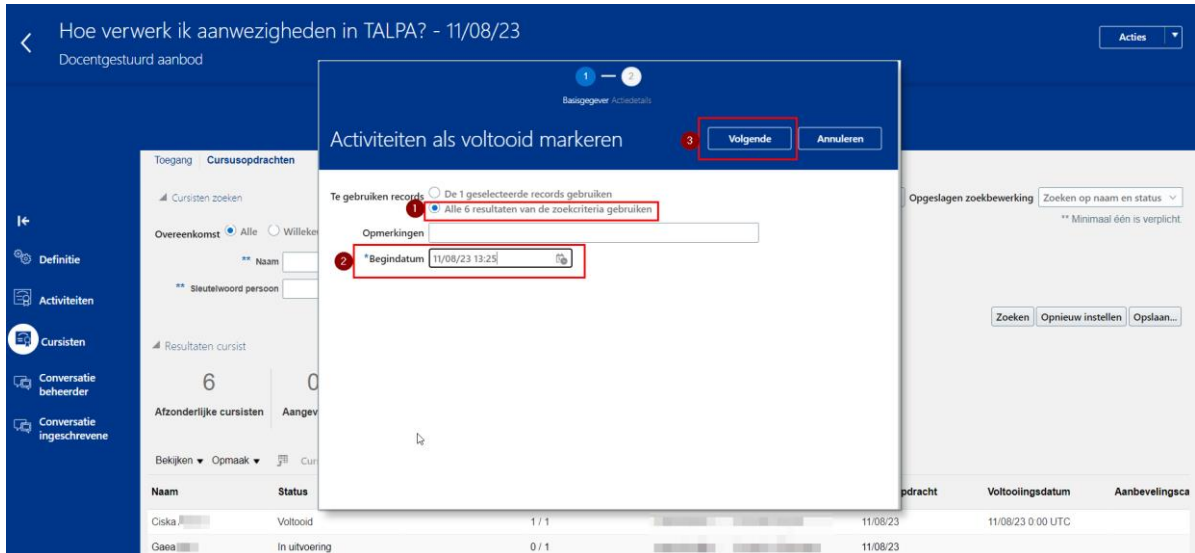 Hoe verwerk ik aanwezigheden in TALPA? - 11/08/23
Docentgestuurd aanbod
Acties
1 2
Basisgegever Actiedetails
Activiteiten als voltooid markeren
3 Volgende Annuleren
Toegang Cursusopdrachten
Cursisten zoeken
Te gebruiken records De 1 geselecteerde records gebruiken
1 Alle 6 resultaten van de zoekcriteria gebruiken
Opgeslagen zoekbewerking Zoeken op naam en status
** Minimaal één is verplicht.
Overeenkomst Alle
Opmerkingen
** Naam
2 *Begindatum 11/08/23 13:25
** Sleutelwoord persoon
Definitie
Activiteiten
Cursisten
Conversatie
beheerder
Conversatie
ingeschrevene
Zoeken Opnieuw instellen Opslaan...
Resultaten cursist
6 0
Afzonderlijke cursisten Aangev
Bekijken Opmaak Cur
Naam Status pdracht Voltooiingsdatum Aanbevelingsca
Ciska Voltooid 1 / 1 11/08/23 11/08/23 0:00 UTC
Gaea In uitvoering 0 / 1 11/08/23